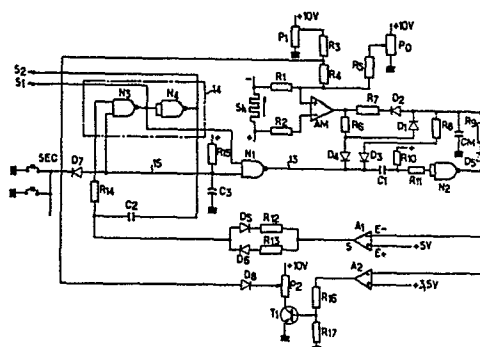 +10V
P1
R3
+10V
P0
S2
S1
N3
N4
14
R1
R4
R5
Sh
R2
AM
R7
D2
R6
D1
R8
R9
CM
SEC
D7
15
R15
C3
N1
13
D4
D3
C1
R10
R11
N2
D5
R14
C2
D5
R12
D6
R13
A1
S
E-
E+
+5V
D8
+10V
P2
A2
+3,5V
R16
T1
R17